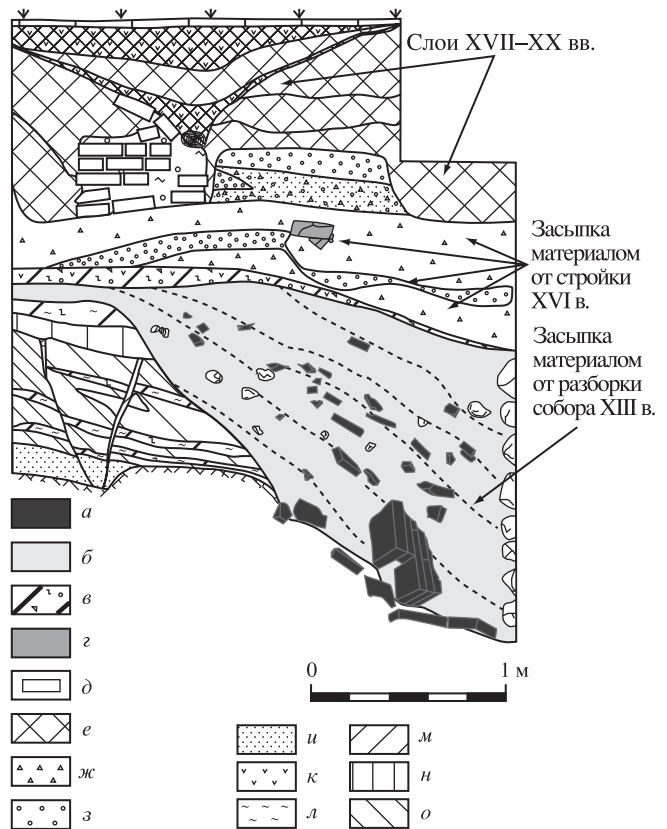 Слои XVII–XX вв.
Засыпка
материалом
от стройки
XVI в.
Засыпка
материалом
от разборки
собора XIII в.
а
б
в
г
д
е
ж
з
0 1 м
и
к
л
м
н
о